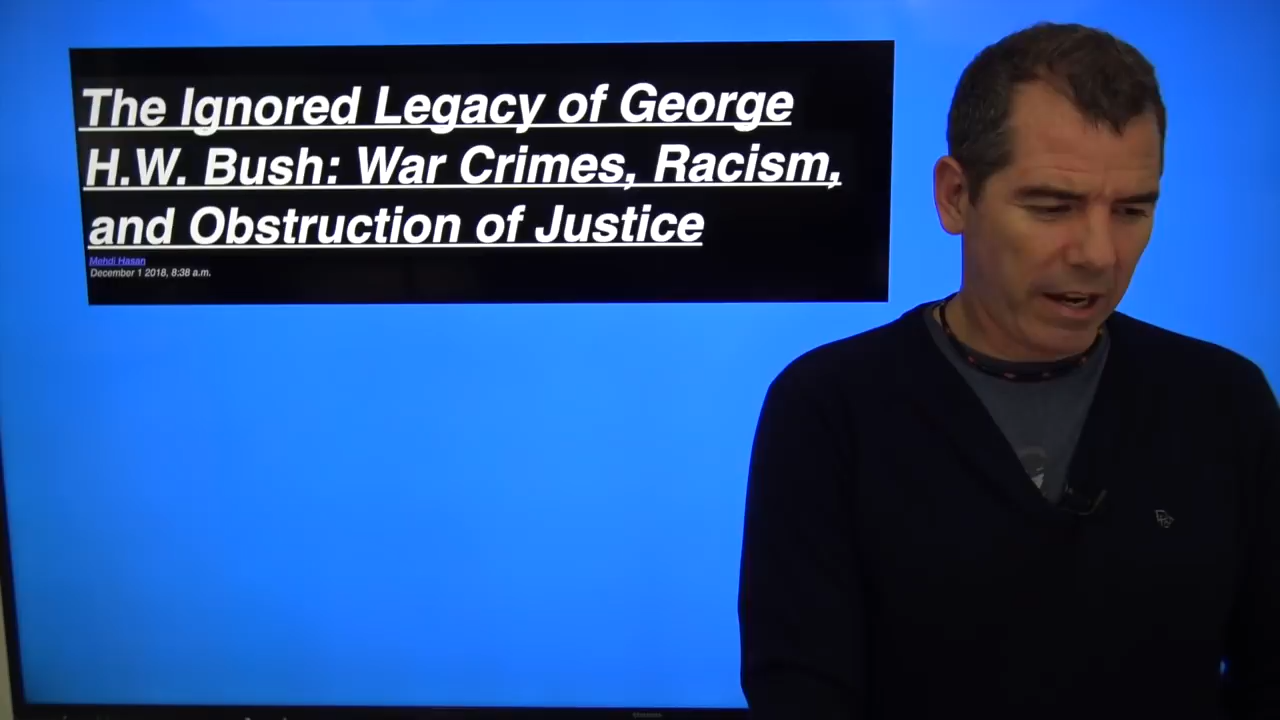 The Ignored Legacy of George
H.W. Bush: War Crimes, Racism,
and Obstruction of Justice
Mehdi Hasan
December 1 2018, 8:38 a.m.